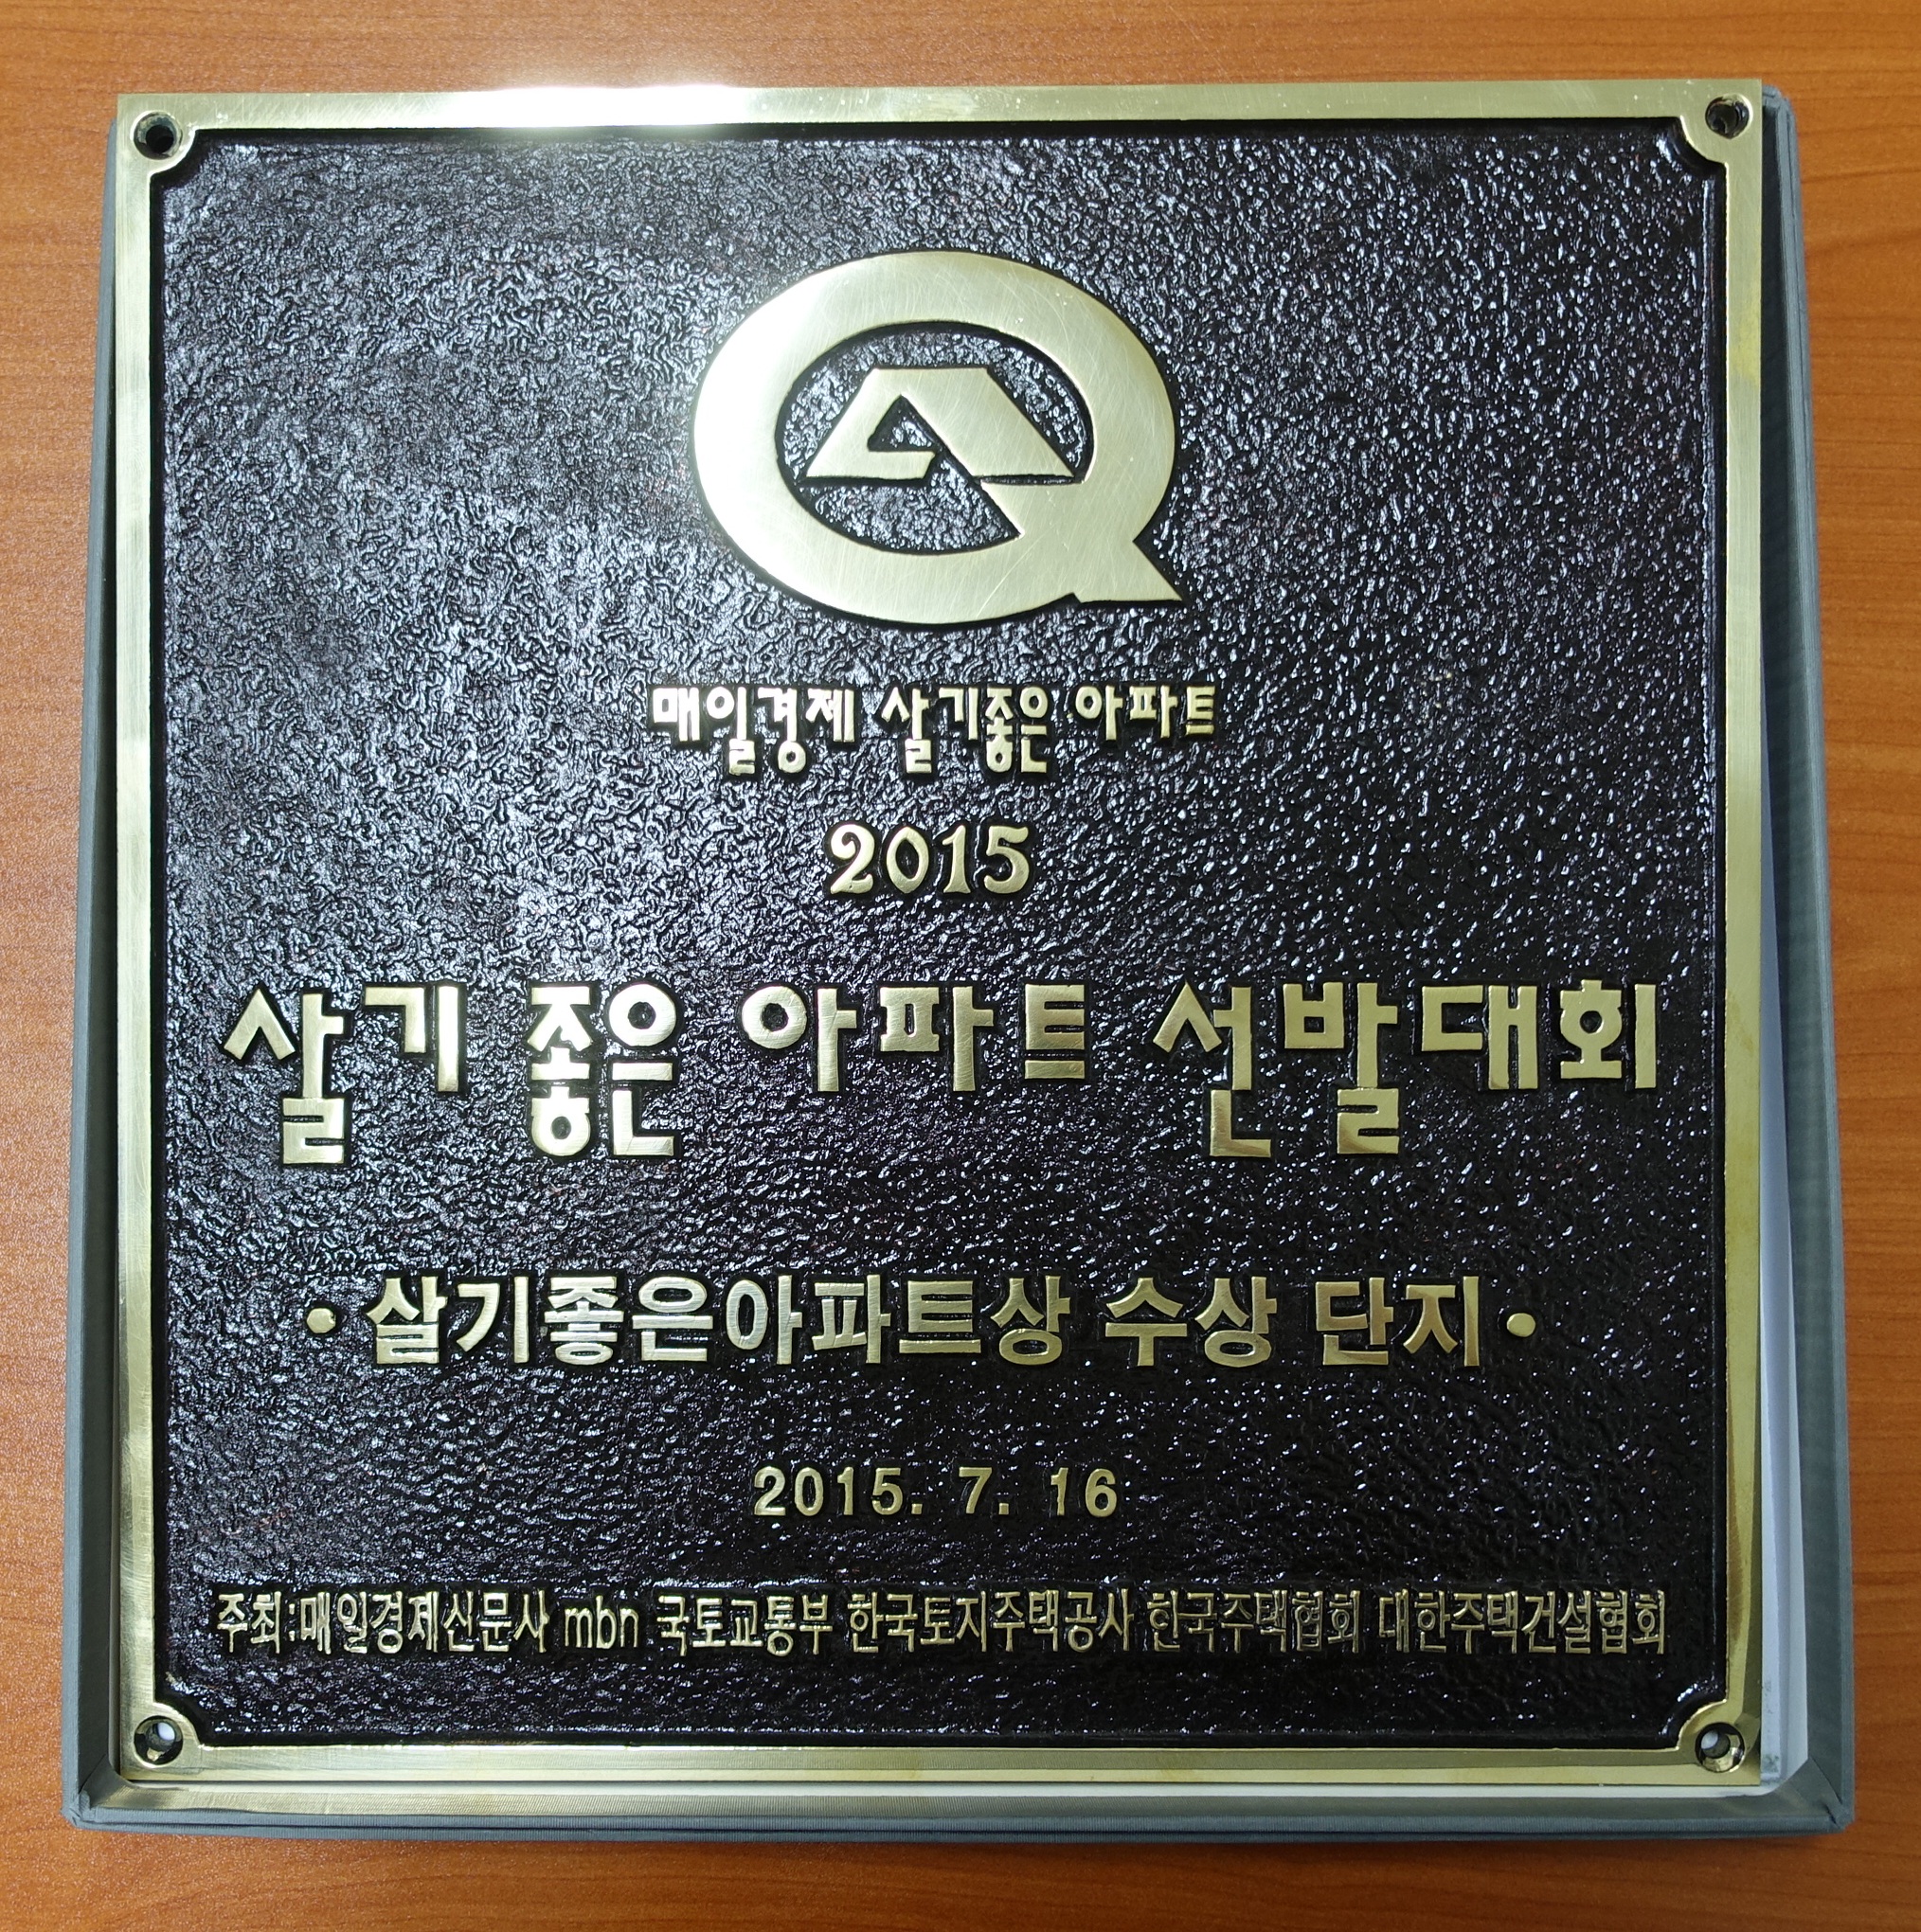 매일경제 살기좋은 아파트
2015
살기 좋은 아파트 선발대회
· 살기좋은아파트상 수상 단지 ·
2015. 7. 16
주최:매일경제신문사 mbn 국토교통부 한국토지주택공사 한국주택협회 대한주택건설협회